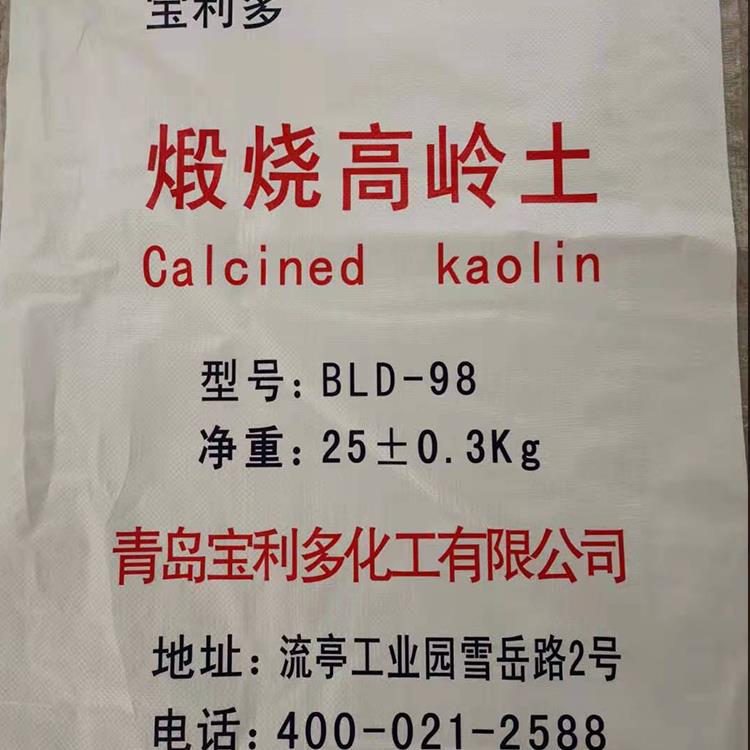 宝利多
煅烧高岭土
Calcined kaolin
型号:BLD-98
净重:25±0.3Kg
青岛宝利多化工有限公司
地址:流亭工业园雪岳路2号
电话:400-021-2588